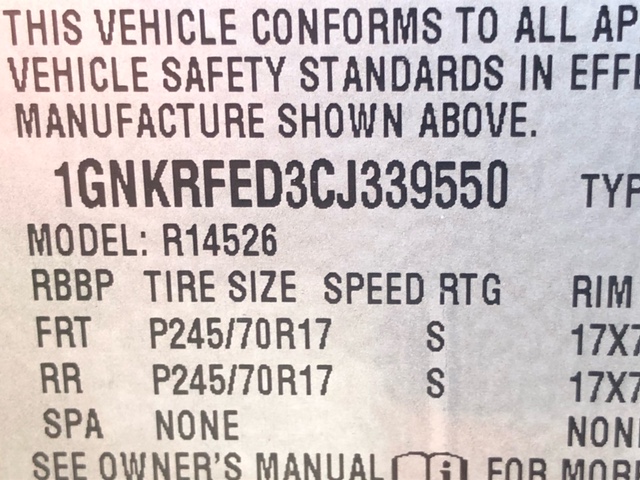 THIS VEHICLE CONFORMS TO ALL AP
VEHICLE SAFETY STANDARDS IN EFF
MANUFACTURE SHOWN ABOVE.
1GNKRFED3CJ339550 TYP
MODEL: R14526
RBBP TIRE SIZE SPEED RTG RIM
FRT P245/70R17 S 17X7
RR P245/70R17 S 17X7
SPA NONE NONE
SEE OWNER'S MANUAL i FOR MORE